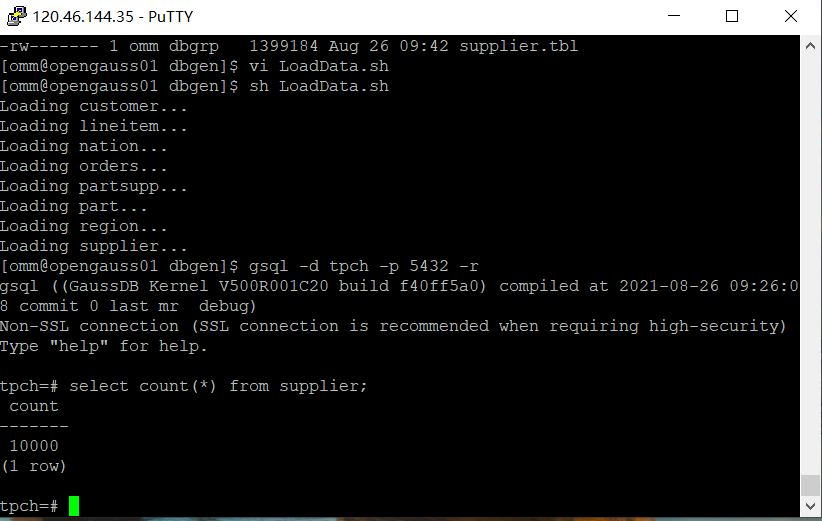 120.46.144.35 - PuTTY
-rw------- 1 omm dbgrp   1399184 Aug 26 09:42 supplier.tbl
[omm@opengauss01 dbgen]$ vi LoadData.sh
[omm@opengauss01 dbgen]$ sh LoadData.sh
Loading customer...
Loading lineitem...
Loading nation...
Loading orders...
Loading partsupp...
Loading part...
Loading region...
Loading supplier...
[omm@opengauss01 dbgen]$ gsql -d tpch -p 5432 -r
gsql ((GaussDB Kernel V500R001C20 build f40ff5a0) compiled at 2021-08-26 09:26:0
8 commit 0 last mr  debug)
Non-SSL connection (SSL connection is recommended when requiring high-security)
Type "help" for help.
tpch=# select count(*) from supplier;
 count
-------
 10000
(1 row)
tpch=#